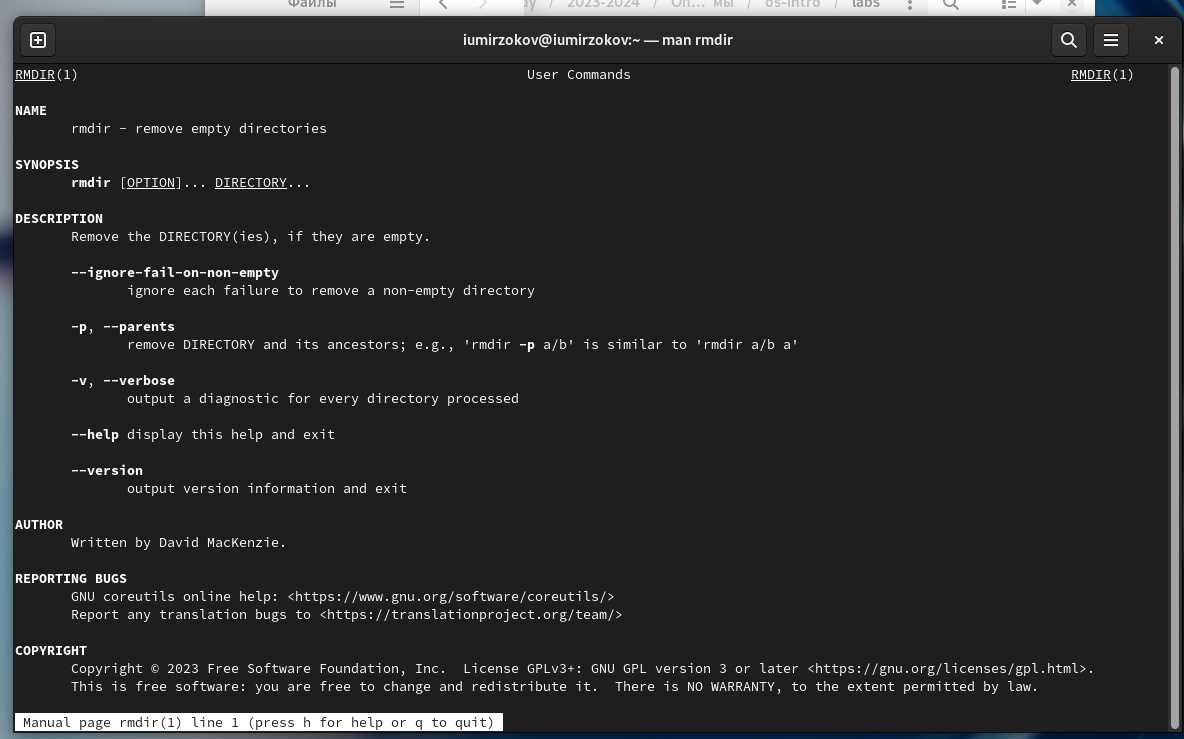 Файлы
2023-2024 / Оп... мы / os-intro / labs
iumirzokov@iumirzokov:~ — man rmdir
RMDIR(1) User Commands RMDIR(1)
NAME
rmdir - remove empty directories
SYNOPSIS
rmdir [OPTION]... DIRECTORY...
DESCRIPTION
Remove the DIRECTORY(ies), if they are empty.
--ignore-fail-on-non-empty
ignore each failure to remove a non-empty directory
-p, --parents
remove DIRECTORY and its ancestors; e.g., 'rmdir -p a/b' is similar to 'rmdir a/b a'
-v, --verbose
output a diagnostic for every directory processed
--help display this help and exit
--version
output version information and exit
AUTHOR
Written by David MacKenzie.
REPORTING BUGS
GNU coreutils online help: <https://www.gnu.org/software/coreutils/>
Report any translation bugs to <https://translationproject.org/team/>
COPYRIGHT
Copyright © 2023 Free Software Foundation, Inc. License GPLv3+: GNU GPL version 3 or later <https://gnu.org/licenses/gpl.html>.
This is free software: you are free to change and redistribute it. There is NO WARRANTY, to the extent permitted by law.
Manual page rmdir(1) line 1 (press h for help or q to quit)